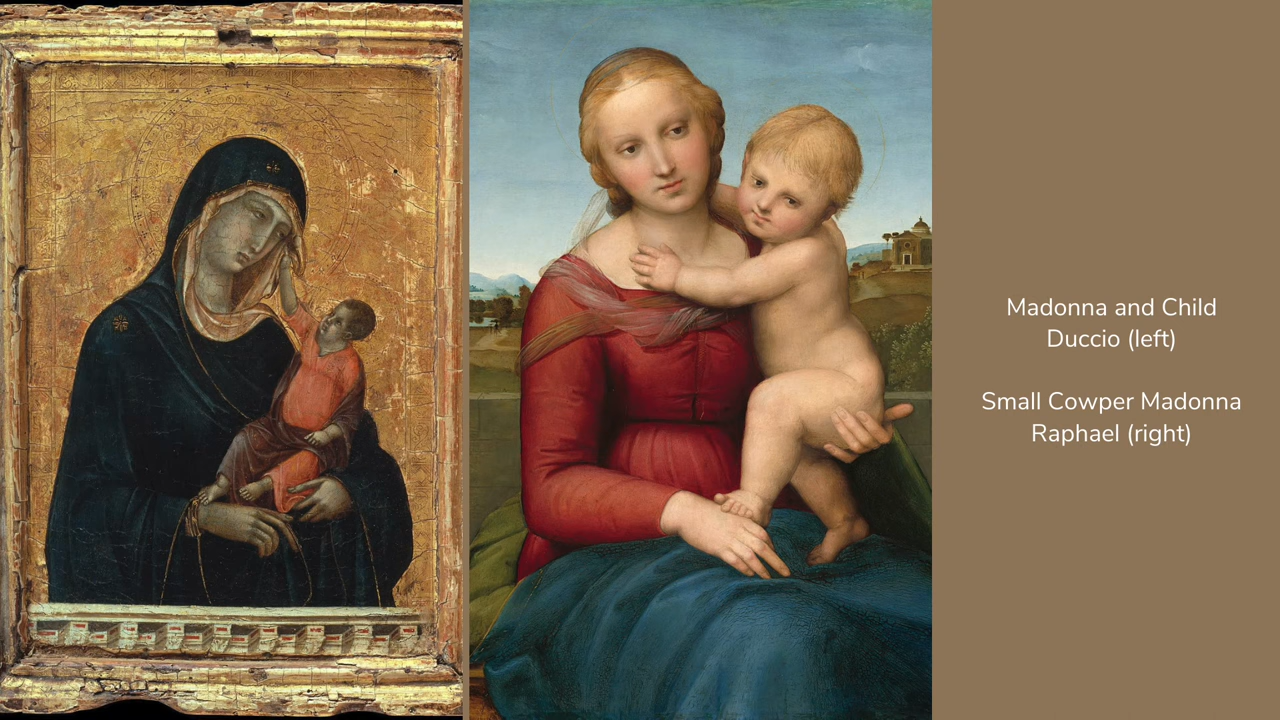 Madonna and Child
Duccio (left)
Small Cowper Madonna
Raphael (right)